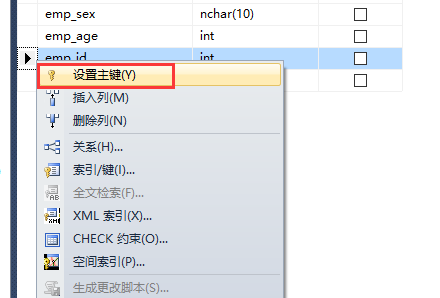 emp_sex nchar(10)
emp_age int
emp_id int
设置主键(Y)
插入列(M)
删除列(N)
关系(H)...
索引/键(I)...
全文检索(F)...
XML 索引(X)...
CHECK 约束(O)...
空间索引(P)...
生成更改脚本(S)...